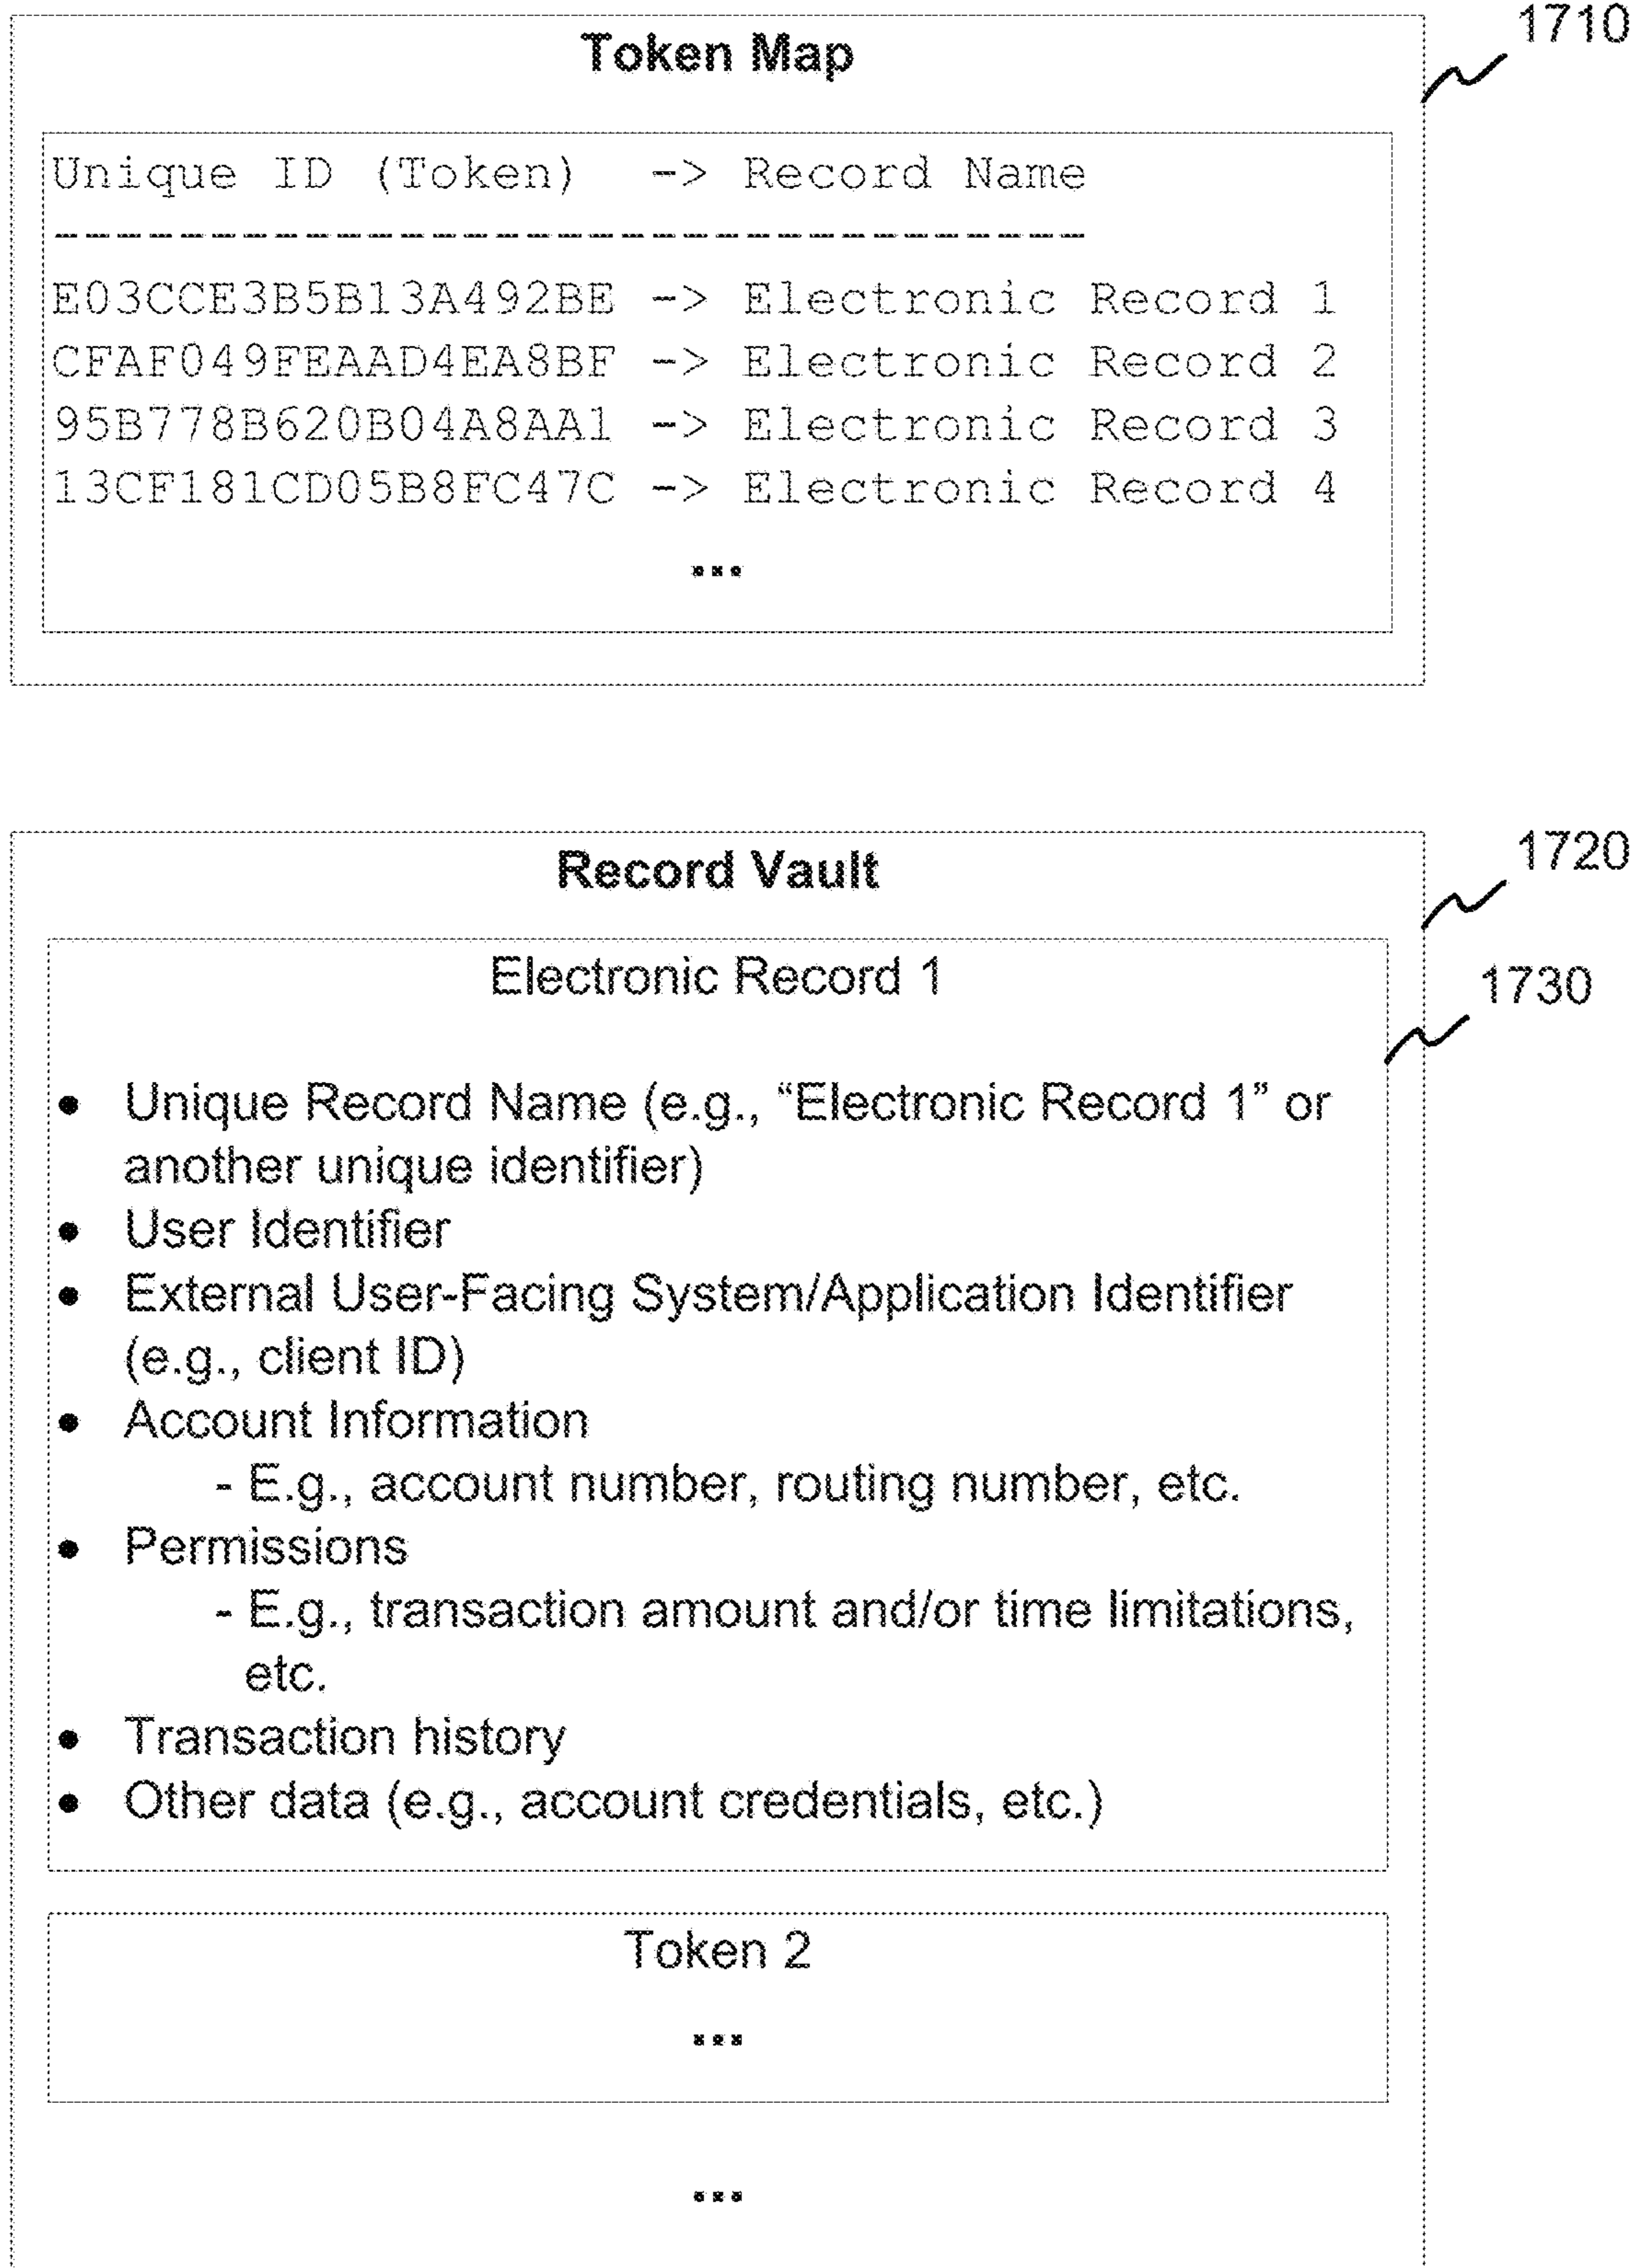 1710
Token Map
Unique ID (Token) -> Record Name
---------------------------------
E03CCE3B5B13A492BE -> Electronic Record 1
CFAF049FEAAD4EA8BF -> Electronic Record 2
95B778B620B04A8AA1 -> Electronic Record 3
13CF181CD05B8FC47C -> Electronic Record 4
...
1720
Record Vault
1730
Electronic Record 1
• Unique Record Name (e.g., “Electronic Record 1” or
another unique identifier)
• User Identifier
• External User-Facing System/Application Identifier
(e.g., client ID)
• Account Information
- E.g., account number, routing number, etc.
• Permissions
- E.g., transaction amount and/or time limitations,
etc.
• Transaction history
• Other data (e.g., account credentials, etc.)
Token 2
...
...